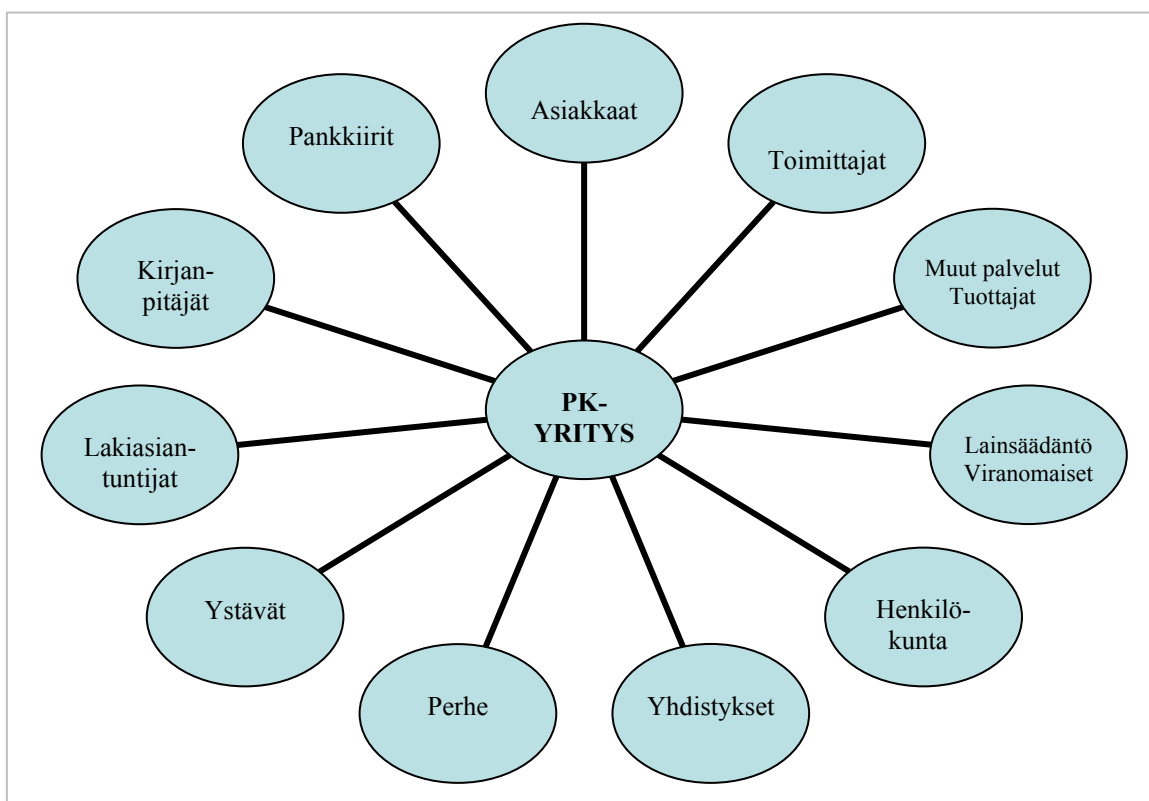 Asiakkaat
Pankkiirit
Toimittajat
Kirjan-
pitäjät
Muut palvelut
Tuottajat
PK-
YRITYS
Lakiasian-
tuntijat
Lainsäädäntö
Viranomaiset
Ystävät
Henkilö-
kunta
Perhe
Yhdistykset